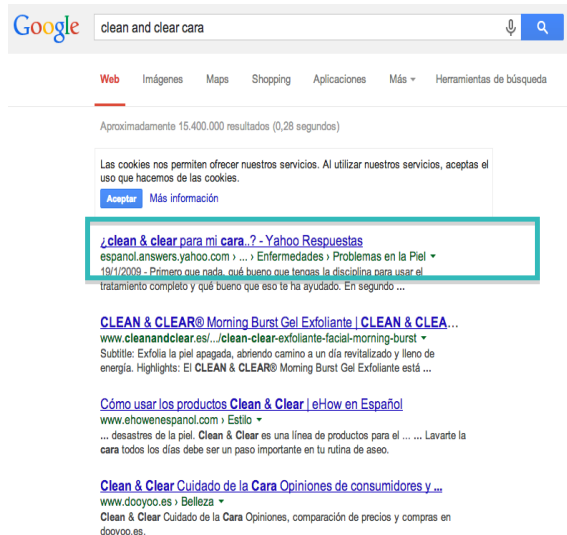 Google clean and clear cara
Web Imágenes Maps Shopping Aplicaciones Más Herramientas de búsqueda
Aproximadamente 15.400.000 resultados (0,28 segundos)
Las cookies nos permiten ofrecer nuestros servicios. Al utilizar nuestros servicios, aceptas el
uso que hacemos de las cookies.
Aceptar Más información
¿clean & clear para mi cara..? - Yahoo Respuestas
espanol.answers.yahoo.com › ... › Enfermedades › Problemas en la Piel
19/1/2009 - Primero que nada, qué bueno que tengas la disciplina para usar el
tratamiento completo y qué bueno que eso te ha ayudado. En segundo ...
CLEAN & CLEAR® Morning Burst Gel Exfoliante | CLEAN & CLEA...
www.cleanandclear.es/.../clean-clear-exfoliante-facial-morning-burst
Subtitle: Exfolia la piel apagada, abriendo camino a un día revitalizado y lleno de
energía. Highlights: El CLEAN & CLEAR® Morning Burst Gel Exfoliante está ...
Cómo usar los productos Clean & Clear | eHow en Español
www.ehowenespanol.com › Estilo
... desastres de la piel. Clean & Clear es una línea de productos para el ... ... Lavarte la
cara todos los días debe ser un paso importante en tu rutina de aseo.
Clean & Clear Cuidado de la Cara Opiniones de consumidores y ...
www.dooyoo.es › Belleza
Clean & Clear Cuidado de la Cara Opiniones, comparación de precios y compras en
dooyoo.es.